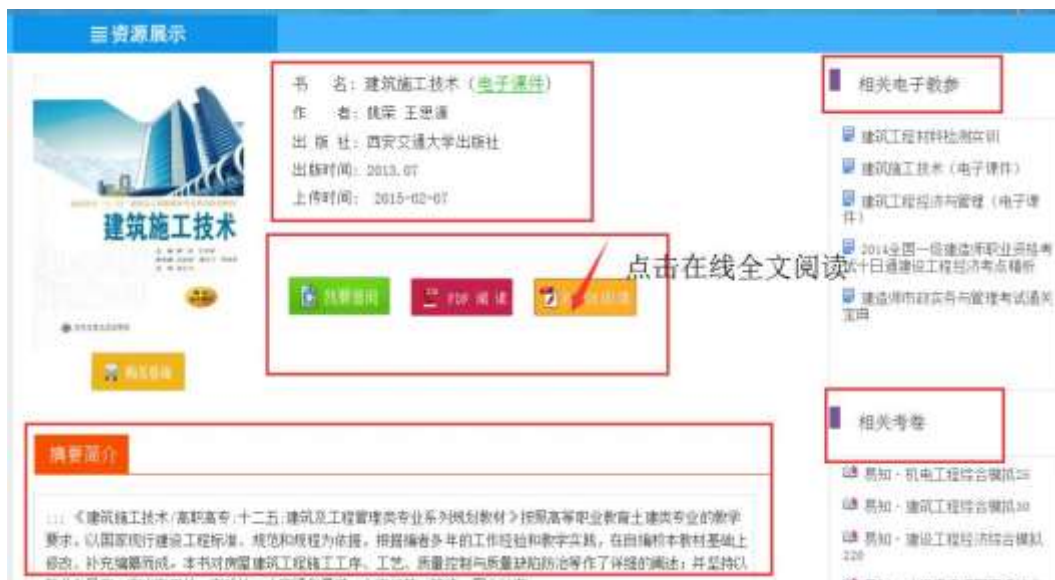 资源展示
书 名: 建筑施工技术 (电子课件)
作 者: 姚荣 王思源
出 版 社: 西安交通大学出版社
出版时间: 2013.07
上传时间: 2015-02-07
建筑施工技术
点击在线全文阅读
我要借阅
PDF 阅 读
相关电子教参
建筑工程材料检测实训
建筑施工技术 (电子课件)
建筑工程经济与管理 (电子课
件)
2014全国一级建造师职业资格考
试十日通建设工程经济考点精析
建造师市政实务与管理考试通关
宝典
相关考卷
易知·机电工程综合模拟25
易知·建筑工程综合模拟30
易知·建设工程经济综合模拟
220
摘要简介
《建筑施工技术/高职高专·十二五·建筑及工程管理类专业系列规划教材》按照高等职业教育土建类专业的教学
要求,以国家现行建设工程标准、规范和规程为依据,根据编者多年的工作经验和教学实践,在自编校本教材基础上
修改、补充编纂而成。本书对房屋建筑工程施工工序、工艺、质量控制与质量缺陷防治等作了详细的阐述;并坚持以